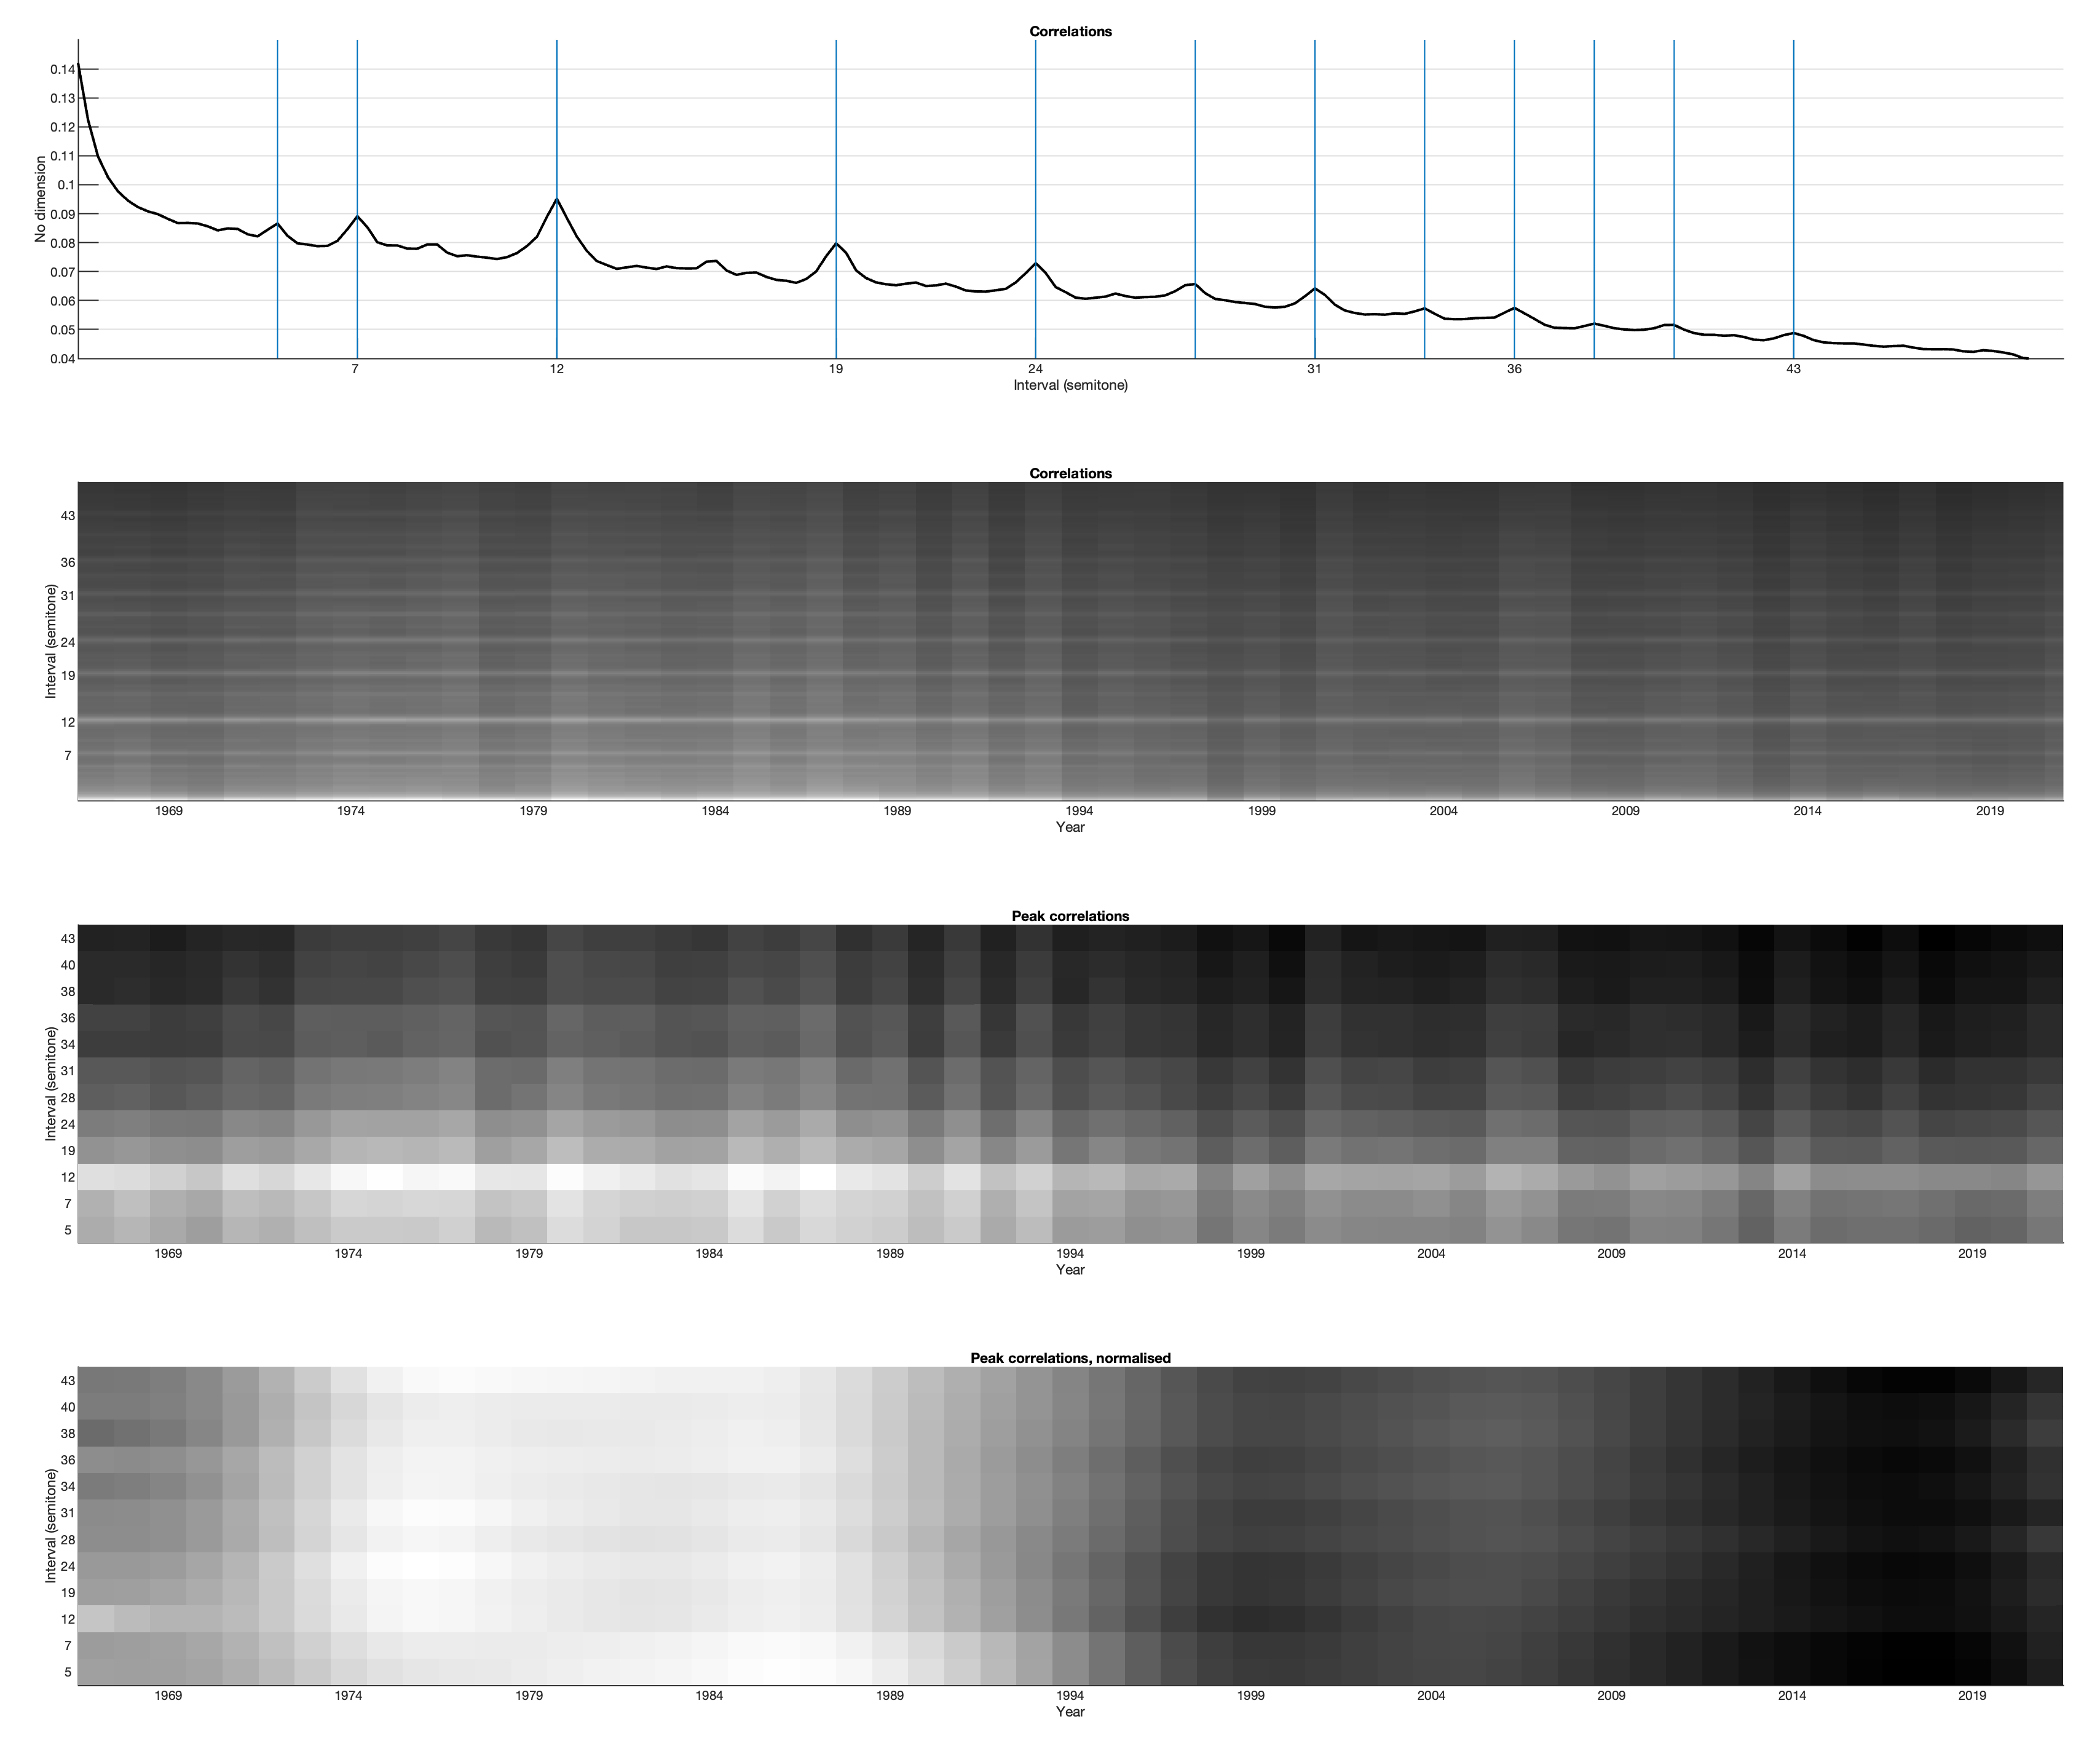 Correlations
No dimension
0.14
0.13
0.12
0.11
0.1
0.09
0.08
0.07
0.06
0.05
0.04
7 12 19 24 31 36 43
Interval (semitone)
Correlations
Interval (semitone)
43
36
31
24
19
12
7
1969 1974 1979 1984 1989 1994 1999 2004 2009 2014 2019
Year
Peak correlations
Interval (semitone)
43
40
38
36
34
31
28
24
19
12
7
5
1969 1974 1979 1984 1989 1994 1999 2004 2009 2014 2019
Year
Peak correlations, normalised
Interval (semitone)
43
40
38
36
34
31
28
24
19
12
7
5
1969 1974 1979 1984 1989 1994 1999 2004 2009 2014 2019
Year